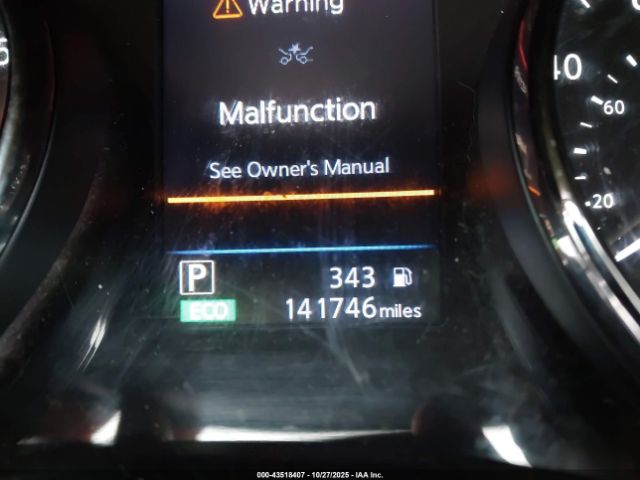 Warning
Malfunction
See Owner's Manual
P 343
ECO 141746 miles
40
60
20
000-43518407 - 10/27/2025 - IAA Inc.